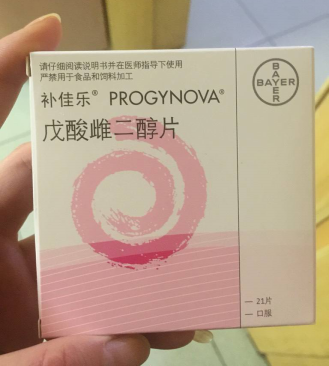 请仔细阅读说明书并在医师指导下使用
严禁用于食品和饲料加工
补佳乐® PROGYNOVA®
戊酸雌二醇片
BAYER
BAYER
— 21片
— 口服